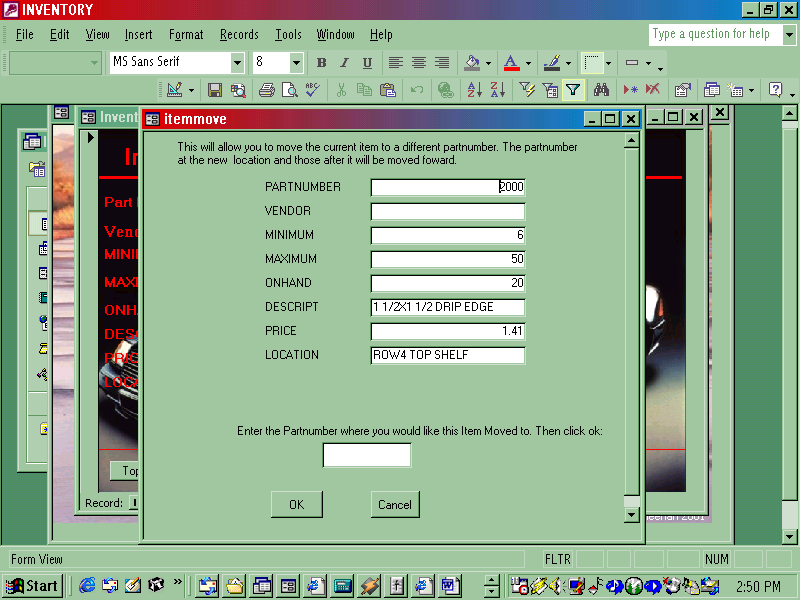 INVENTORY
File Edit View Insert Format Records Tools Window Help
Type a question for help
MS Sans Serif 8 B I U
Invent
itemmove
This will allow you to move the current item to a different partnumber. The partnumber
at the new location and those after it will be moved foward.
PARTNUMBER 2000
VENDOR
MINIMUM 6
MAXIMUM 50
ONHAND 20
DESCRIPT 1 1/2X1 1/2 DRIP EDGE
PRICE 1.41
LOCATION ROW4 TOP SHELF
Enter the Partnumber where you would like this Item Moved to. Then click ok:
OK Cancel
In
Part
Vend
MINI
MAXI
ONHA
DESC
PRIC
LOCA
Top
Record:
2001
Form View FLTR NUM
Start » 2:50 PM